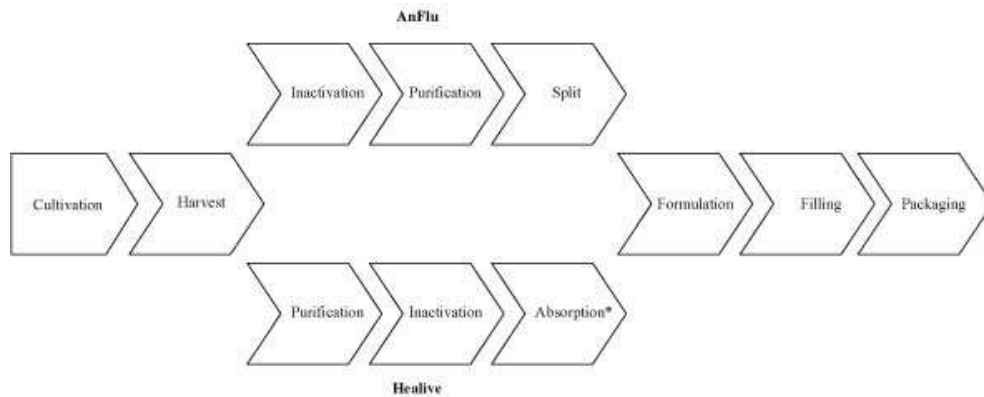 AnFlu
Inactivation Purification Split
Cultivation Harvest Formulation Filling Packaging
Purification Inactivation Absorption*
Healive